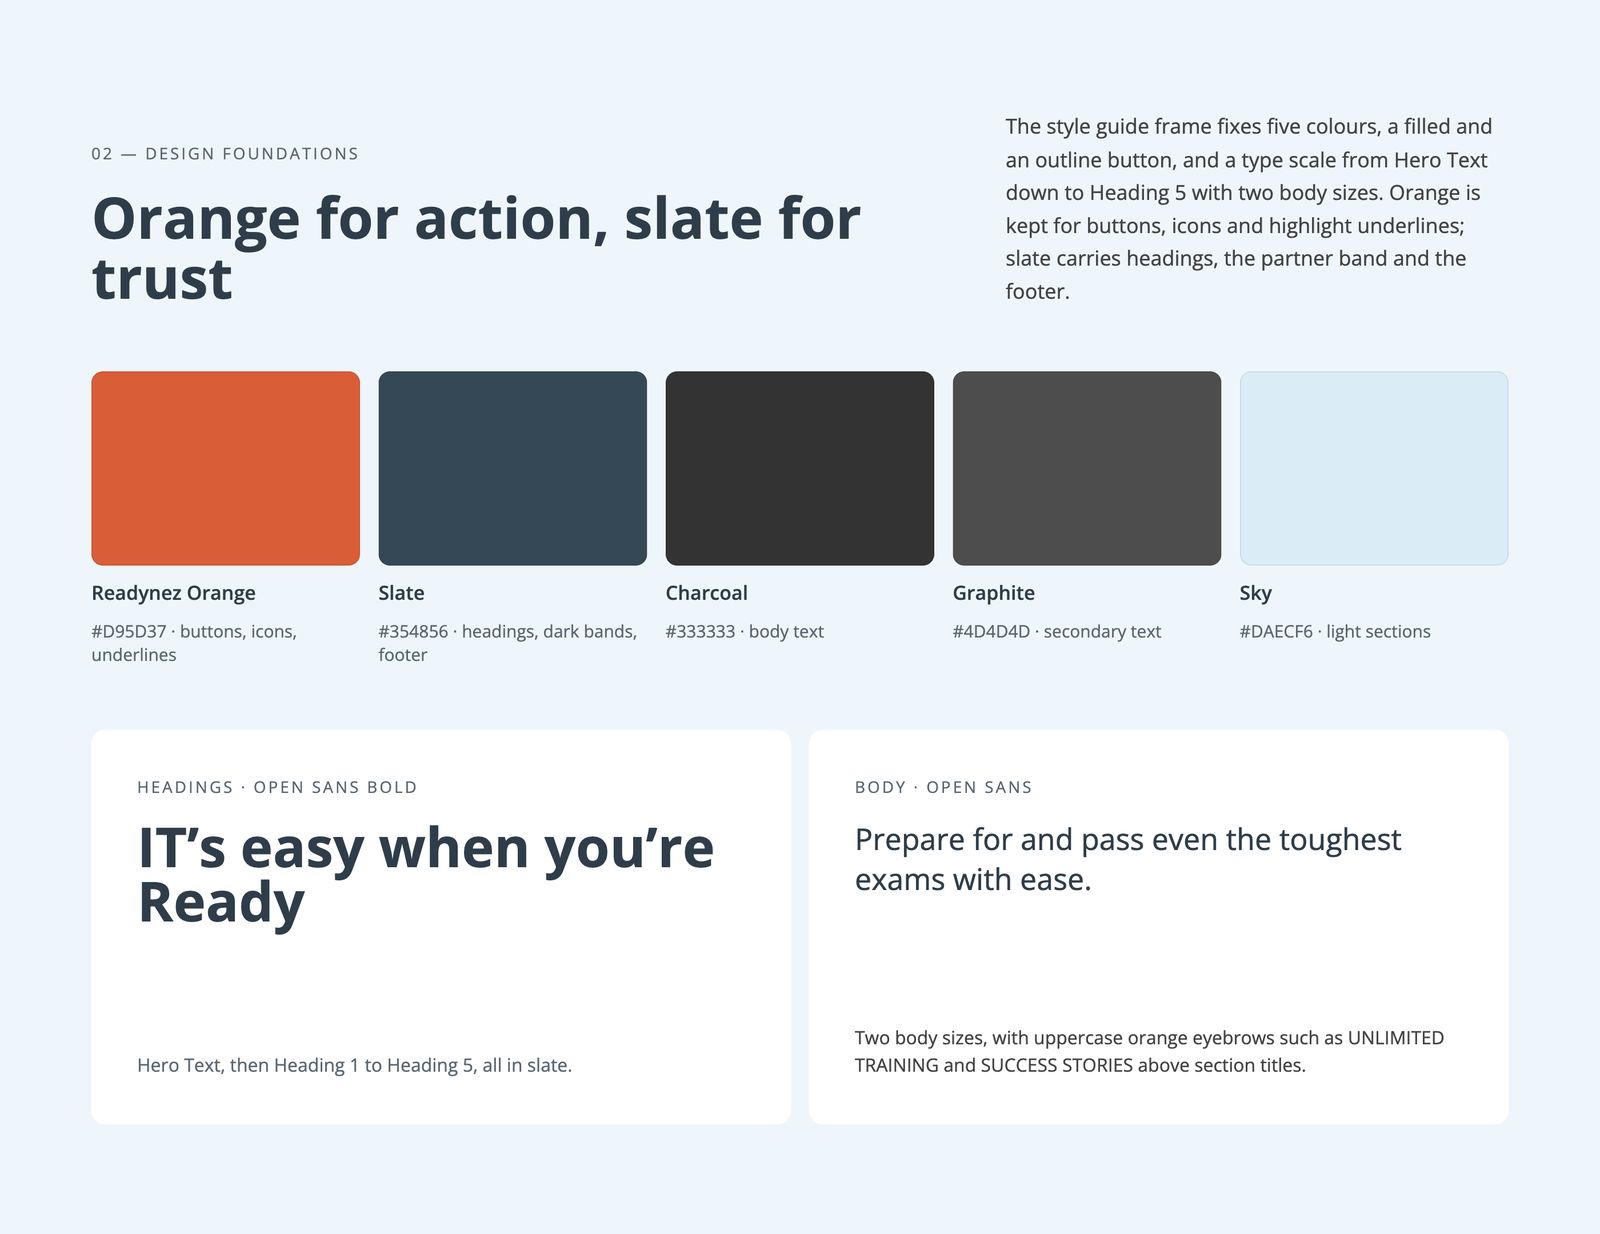 02 — DESIGN FOUNDATIONS
Orange for action, slate for
trust
The style guide frame fixes five colours, a filled and
an outline button, and a type scale from Hero Text
down to Heading 5 with two body sizes. Orange is
kept for buttons, icons and highlight underlines;
slate carries headings, the partner band and the
footer.
Readynez Orange
#D95D37 · buttons, icons,
underlines
Slate
#354856 · headings, dark bands,
footer
Charcoal
#333333 · body text
Graphite
#4D4D4D · secondary text
Sky
#DAECF6 · light sections
HEADINGS · OPEN SANS BOLD
IT’s easy when you’re
Ready
Hero Text, then Heading 1 to Heading 5, all in slate.
BODY · OPEN SANS
Prepare for and pass even the toughest
exams with ease.
Two body sizes, with uppercase orange eyebrows such as UNLIMITED
TRAINING and SUCCESS STORIES above section titles.